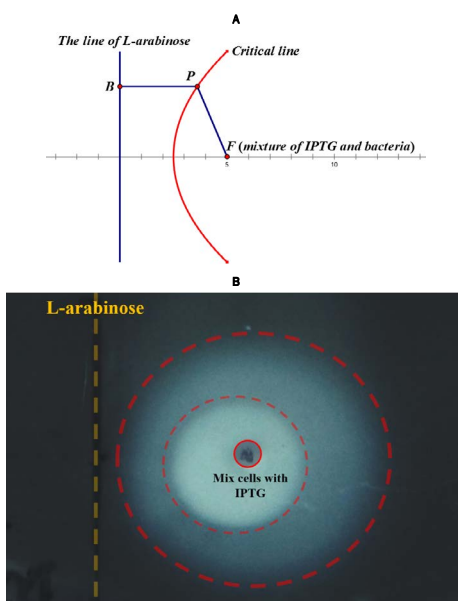 A
The line of L-arabinose
Critical line
B
P
F (mixture of IPTG and bacteria)
5
10
B
L-arabinose
Mix cells with
IPTG